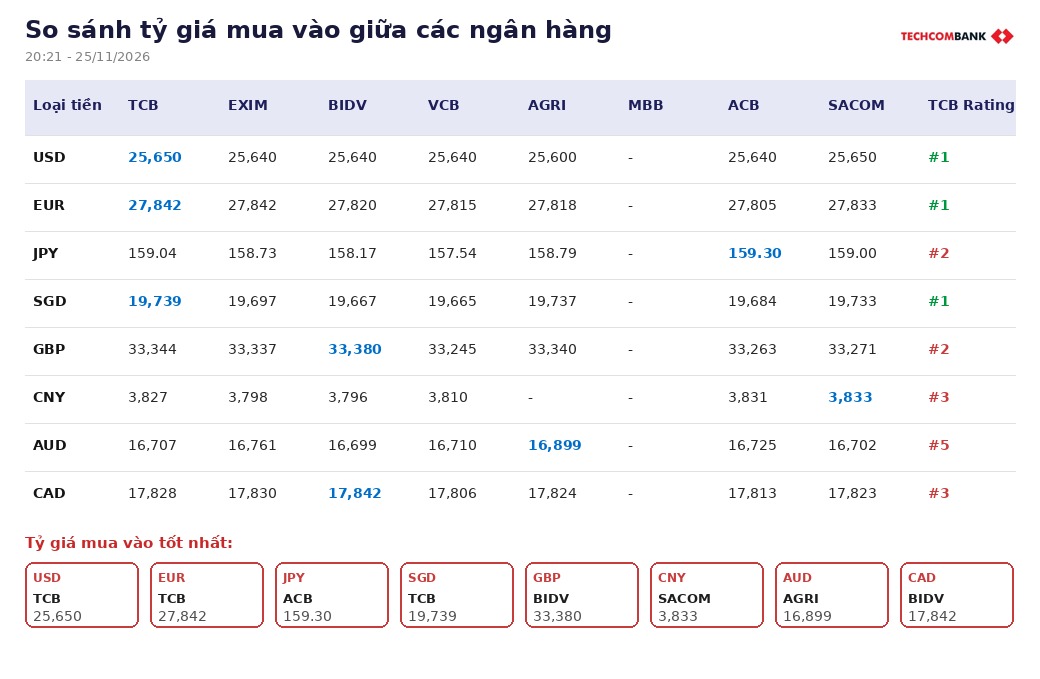 So sánh tỷ giá mua vào giữa các ngân hàng
TECHCOMBANK
20:21 - 25/11/2026
Loại tiền TCB EXIM BIDV VCB AGRI MBB ACB SACOM TCB Rating
USD 25,650 25,640 25,640 25,640 25,600 - 25,640 25,650 #1
EUR 27,842 27,842 27,820 27,815 27,818 - 27,805 27,833 #1
JPY 159.04 158.73 158.17 157.54 158.79 - 159.30 159.00 #2
SGD 19,739 19,697 19,667 19,665 19,737 - 19,684 19,733 #1
GBP 33,344 33,337 33,380 33,245 33,340 - 33,263 33,271 #2
CNY 3,827 3,798 3,796 3,810 - - 3,831 3,833 #3
AUD 16,707 16,761 16,699 16,710 16,899 - 16,725 16,702 #5
CAD 17,828 17,830 17,842 17,806 17,824 - 17,813 17,823 #3
Tỷ giá mua vào tốt nhất:
USD EUR JPY SGD GBP CNY AUD CAD
TCB TCB ACB TCB BIDV SACOM AGRI BIDV
25,650 27,842 159.30 19,739 33,380 3,833 16,899 17,842